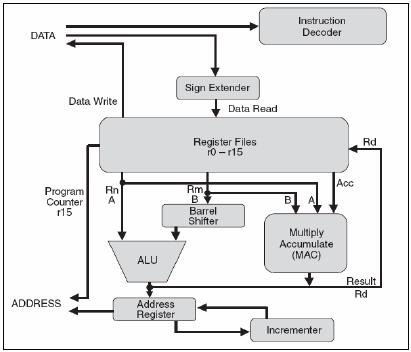 Instruction
Decoder
DATA
Sign Extender
Data Write
Data Read
Register Files
r0 – r15
Rd
Program
Counter
r15
Rn
A
Rm
B
B
A
Acc
Barrel
Shifter
Multiply
Accumulate
(MAC)
ALU
Result
Rd
ADDRESS
Address
Register
Incrementer